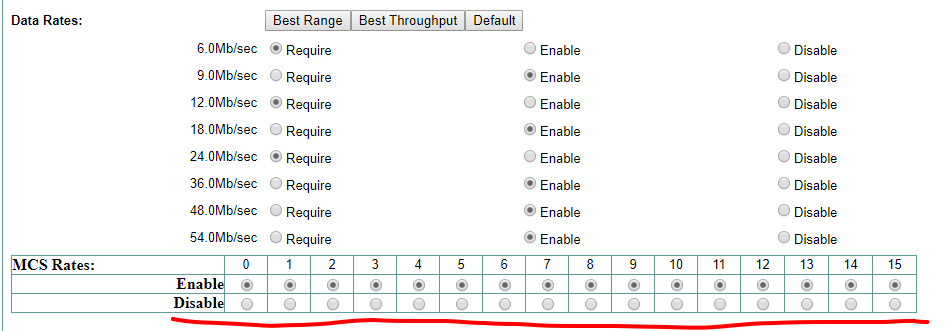 Data Rates: Best Range Best Throughput Default
6.0Mb/sec Require Enable Disable
9.0Mb/sec Require Enable Disable
12.0Mb/sec Require Enable Disable
18.0Mb/sec Require Enable Disable
24.0Mb/sec Require Enable Disable
36.0Mb/sec Require Enable Disable
48.0Mb/sec Require Enable Disable
54.0Mb/sec Require Enable Disable
MCS Rates: 0 1 2 3 4 5 6 7 8 9 10 11 12 13 14 15
Enable
Disable